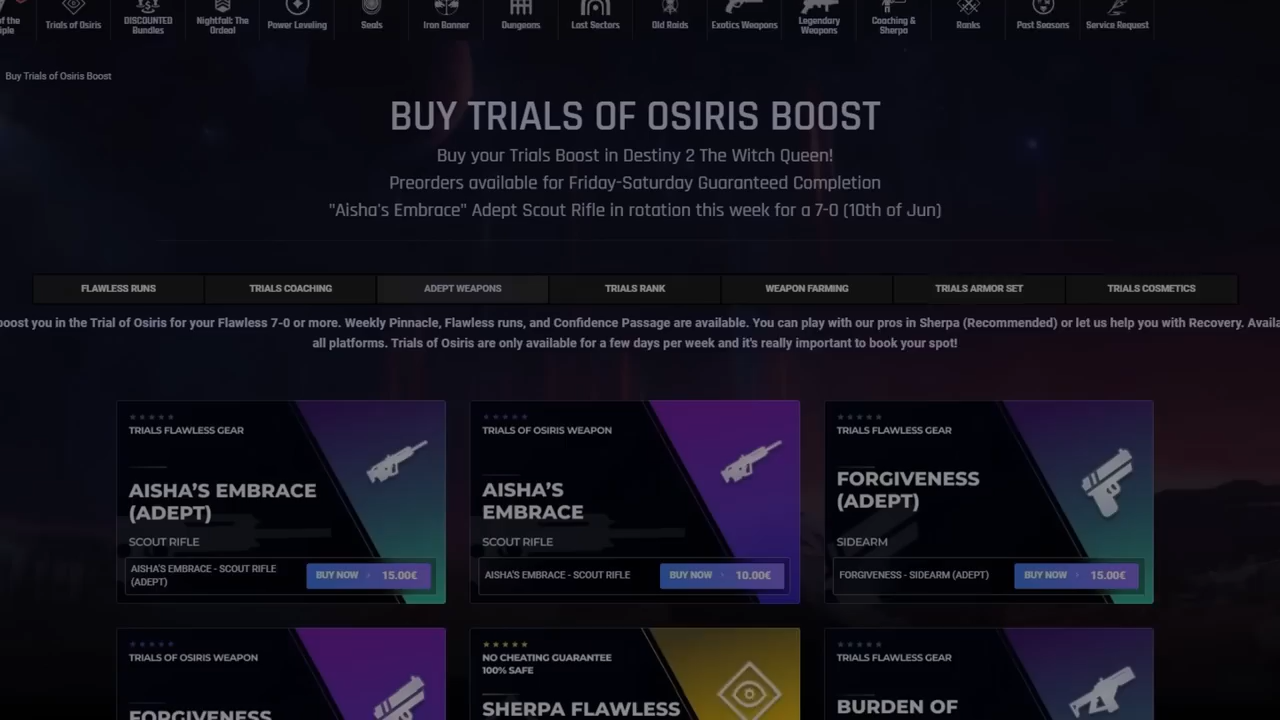 of the
iple
Trials of Osiris
DISCOUNTED
Bundles
Nightfall: The
Ordeal
Power Leveling
Seals
Iron Banner
Dungeons
Last Sectors
Old Raids
Exotics Weapons
Legendary
Weapons
Coaching &
Sherpa
Ranks
Past Seasons
Service Request
Buy Trials of Osiris Boost
BUY TRIALS OF OSIRIS BOOST
Buy your Trials Boost in Destiny 2 The Witch Queen!
Preorders available for Friday-Saturday Guaranteed Completion
"Aisha's Embrace" Adept Scout Rifle in rotation this week for a 7-0 (10th of Jun)
FLAWLESS RUNS
TRIALS COACHING
ADEPT WEAPONS
TRIALS RANK
WEAPON FARMING
TRIALS ARMOR SET
TRIALS COSMETICS
boost you in the Trial of Osiris for your Flawless 7-0 or more. Weekly Pinnacle, Flawless runs, and Confidence Passage are available. You can play with our pros in Sherpa (Recommended) or let us help you with Recovery. Availa
all platforms. Trials of Osiris are only available for a few days per week and it's really important to book your spot!
TRIALS FLAWLESS GEAR
AISHA'S EMBRACE
(ADEPT)
SCOUT RIFLE
AISHA'S EMBRACE - SCOUT RIFLE
(ADEPT)
BUY NOW › 15.00€
TRIALS OF OSIRIS WEAPON
AISHA'S
EMBRACE
SCOUT RIFLE
AISHA'S EMBRACE - SCOUT RIFLE
BUY NOW › 10.00€
TRIALS FLAWLESS GEAR
FORGIVENESS
(ADEPT)
SIDEARM
FORGIVENESS - SIDEARM (ADEPT)
BUY NOW › 15.00€
TRIALS OF OSIRIS WEAPON
FORGIVENESS
NO CHEATING GUARANTEE
100% SAFE
SHERPA FLAWLESS
TRIALS FLAWLESS GEAR
BURDEN OF